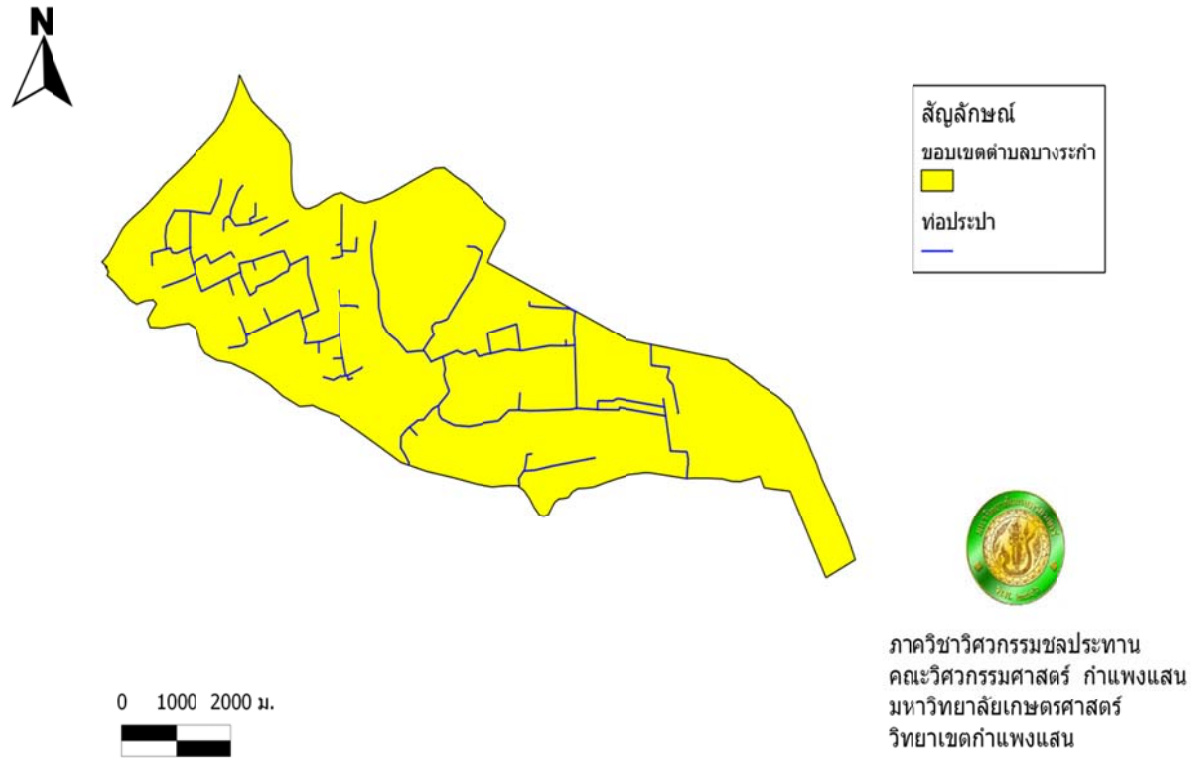 N
สัญลักษณ์
ขอบเขตตำบลบางระกำ
ท่อประปา
ภาควิชาวิศวกรรมชลประทาน
คณะวิศวกรรมศาสตร์ กำแพงแสน
มหาวิทยาลัยเกษตรศาสตร์
วิทยาเขตกำแพงแสน
0 1000 2000 ม.